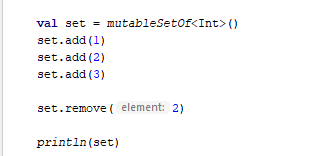 val set = mutableSetOf<Int>()
set.add(1)
set.add(2)
set.add(3)
set.remove( element: 2)
println(set)